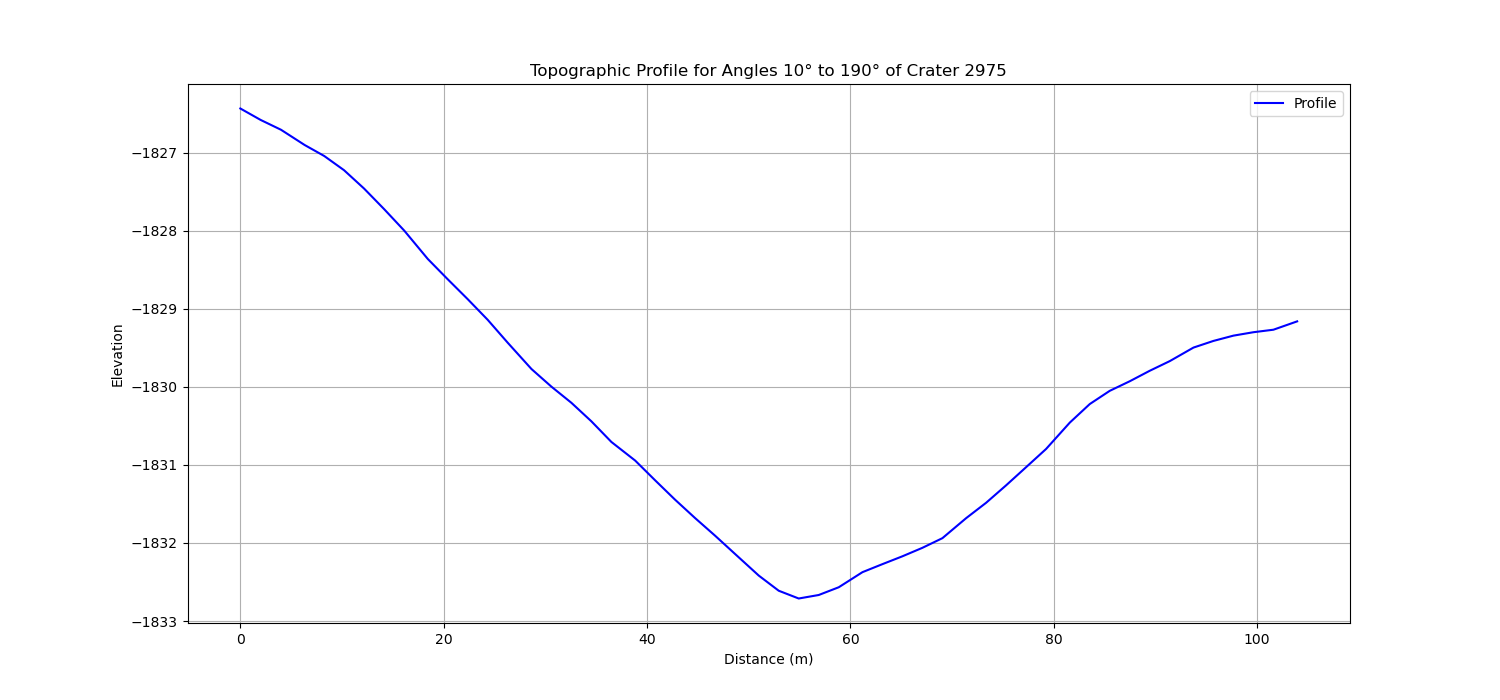 Topographic Profile for Angles 10° to 190° of Crater 2975
Profile
−1827
−1828
−1829
−1830
−1831
−1832
−1833
Elevation
0 20 40 60 80 100
Distance (m)